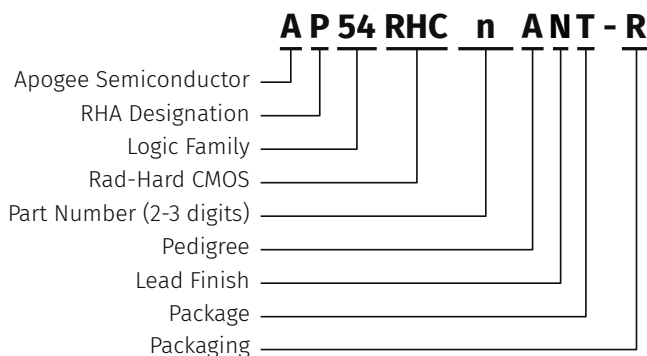 A P 54 RHC n A N T - R
Apogee Semiconductor
RHA Designation
Logic Family
Rad-Hard CMOS
Part Number (2-3 digits)
Pedigree
Lead Finish
Package
Packaging